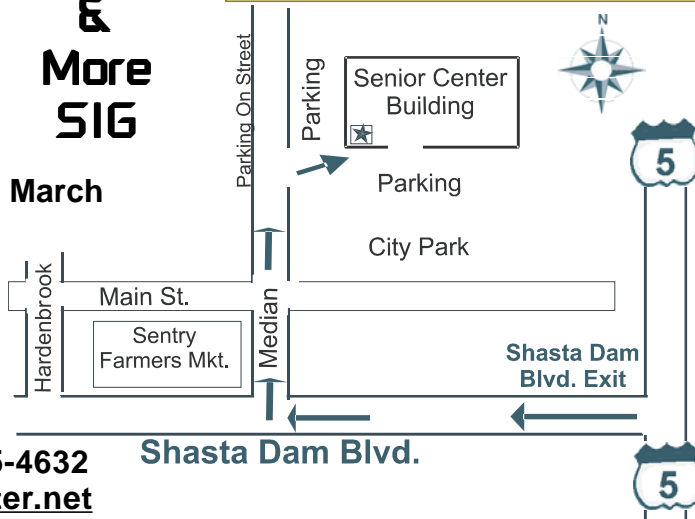 &
More
SIG
March
5-4632
ter.net
N
Parking On Street
Parking
Senior Center
Building
Parking
City Park
5
Hardenbrook
Main St.
Sentry
Farmers Mkt.
Median
Shasta Dam
Blvd. Exit
Shasta Dam Blvd.
5